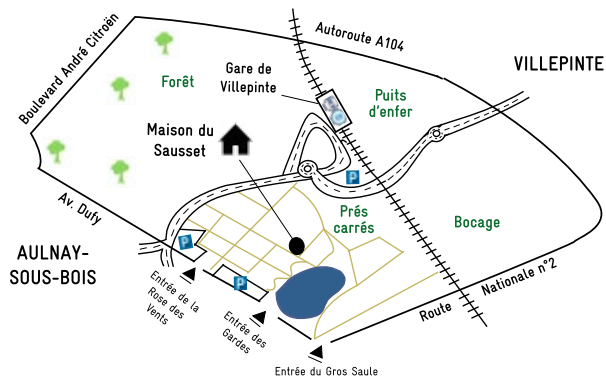 Boulevard André Citroën
Autoroute A104
VILLEPINTE
Forêt
Gare de
Villepinte
Puits
d'enfer
Maison du
Sausset
P
Av. Dufy
Prés
carrés
Bocage
AULNAY-
SOUS-BOIS
P
P
Entrée de la
Rose des
Vents
Entrée des
Gardes
Route Nationale n°2
Entrée du Gros Saule